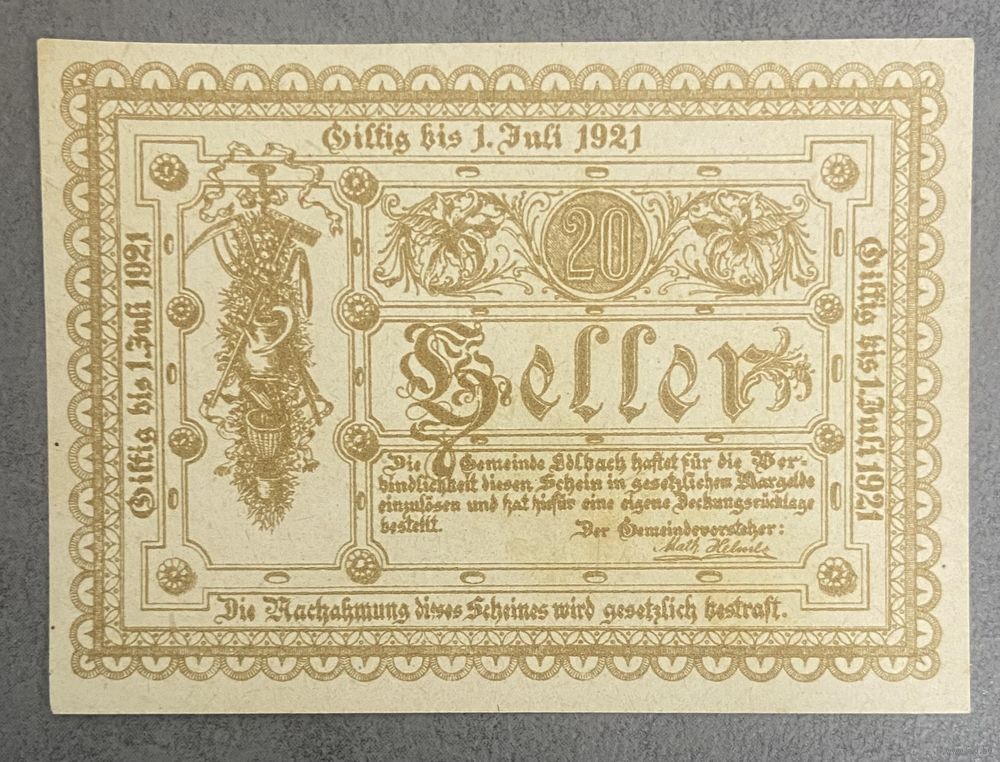 Giltig bis 1. Juli 1921
Giltig bis 1. Juli 1921
20
Heller
Giltig bis 1. Juli 1921
Die Gemeinde Edlbach haftet für die Ver-
bindlichkeit diesen Schein in gesetzlichem Bargelde
einzulösen und hat hiefür eine eigene Deckungsrücklage
bestellt.
Der Gemeindevorsteher:
Math.
Die Nachahmung dieses Scheines wird gesetzlich bestraft.